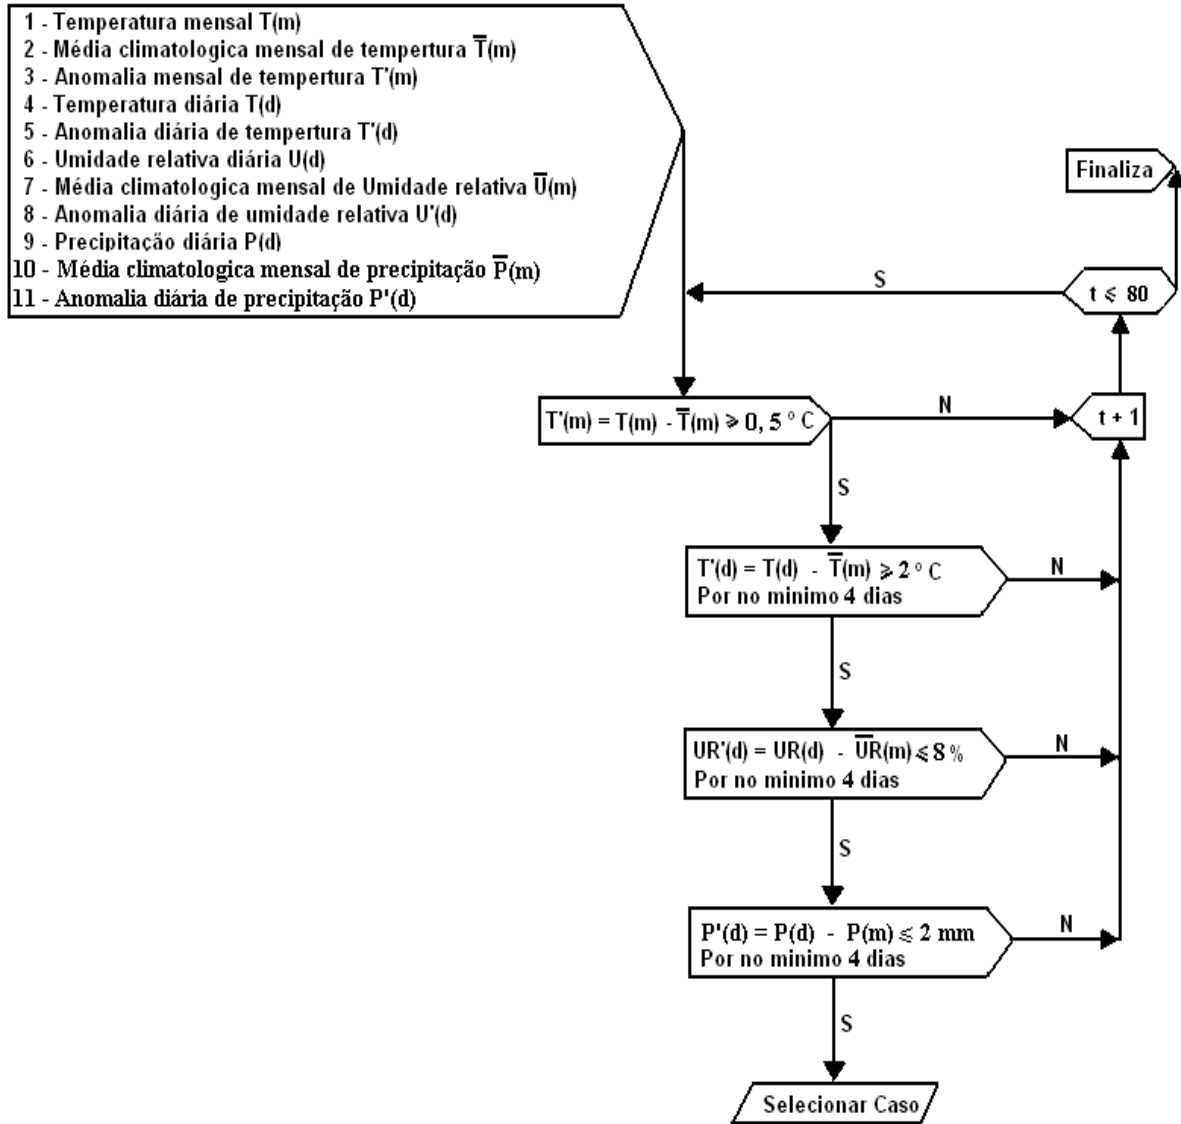 1 - Temperatura mensal T(m)
2 - Média climatologica mensal de tempertura T̅(m)
3 - Anomalia mensal de tempertura T'(m)
4 - Temperatura diária T(d)
5 - Anomalia diária de tempertura T'(d)
6 - Umidade relativa diária U(d)
7 - Média climatologica mensal de Umidade relativa U̅(m)
8 - Anomalia diária de umidade relativa U'(d)
9 - Precipitação diária P(d)
10 - Média climatologica mensal de precipitação P̅(m)
11 - Anomalia diária de precipitação P'(d)
Finaliza
S
t ⩽ 80
T'(m) = T(m) - T̅(m) ⩾ 0, 5 ° C
N
t + 1
S
T'(d) = T(d) - T̅(m) ⩾ 2 ° C
Por no minimo 4 dias
N
S
UR'(d) = UR(d) - U̅R(m) ⩽ 8 %
Por no minimo 4 dias
N
S
P'(d) = P(d) - P(m) ⩽ 2 mm
Por no minimo 4 dias
N
S
Selecionar Caso